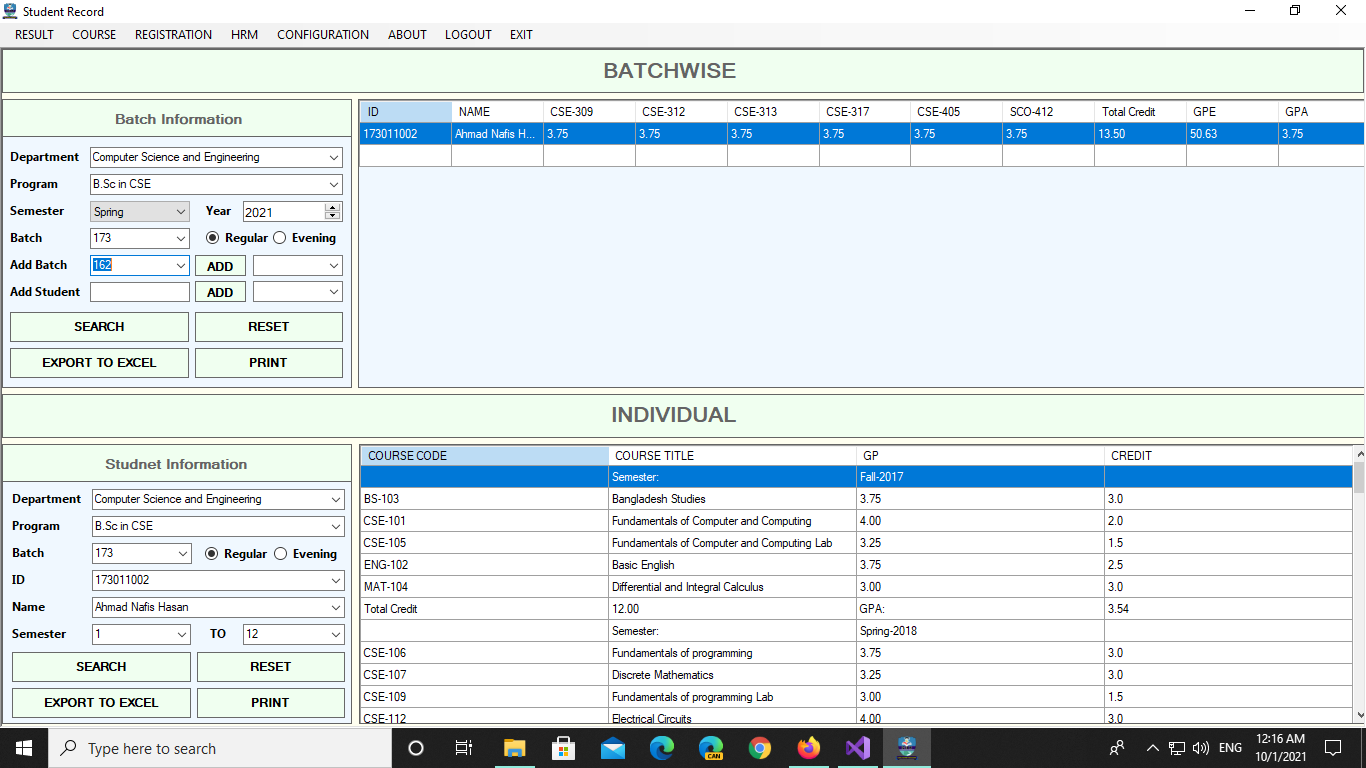 Student Record
RESULT COURSE REGISTRATION HRM CONFIGURATION ABOUT LOGOUT EXIT
BATCHWISE
Batch Information
Department Computer Science and Engineering
Program B.Sc in CSE
Semester Spring Year 2021
Batch 173 Regular Evening
Add Batch 162 ADD
Add Student ADD
SEARCH RESET
EXPORT TO EXCEL PRINT
ID NAME CSE-309 CSE-312 CSE-313 CSE-317 CSE-405 SCO-412 Total Credit GPE GPA
173011002 Ahmad Nafis H... 3.75 3.75 3.75 3.75 3.75 3.75 13.50 50.63 3.75
INDIVIDUAL
Studnet Information
Department Computer Science and Engineering
Program B.Sc in CSE
Batch 173 Regular Evening
ID 173011002
Name Ahmad Nafis Hasan
Semester 1 TO 12
SEARCH RESET
EXPORT TO EXCEL PRINT
COURSE CODE COURSE TITLE GP CREDIT
Semester: Fall-2017
BS-103 Bangladesh Studies 3.75 3.0
CSE-101 Fundamentals of Computer and Computing 4.00 2.0
CSE-105 Fundamentals of Computer and Computing Lab 3.25 1.5
ENG-102 Basic English 3.75 2.5
MAT-104 Differential and Integral Calculus 3.00 3.0
Total Credit 12.00 GPA: 3.54
Semester: Spring-2018
CSE-106 Fundamentals of programming 3.75 3.0
CSE-107 Discrete Mathematics 3.25 3.0
CSE-109 Fundamentals of programming Lab 3.00 1.5
CSE-112 Electrical Circuits 4.00 3.0
Type here to search
CAN
ENG
12:16 AM
10/1/2021